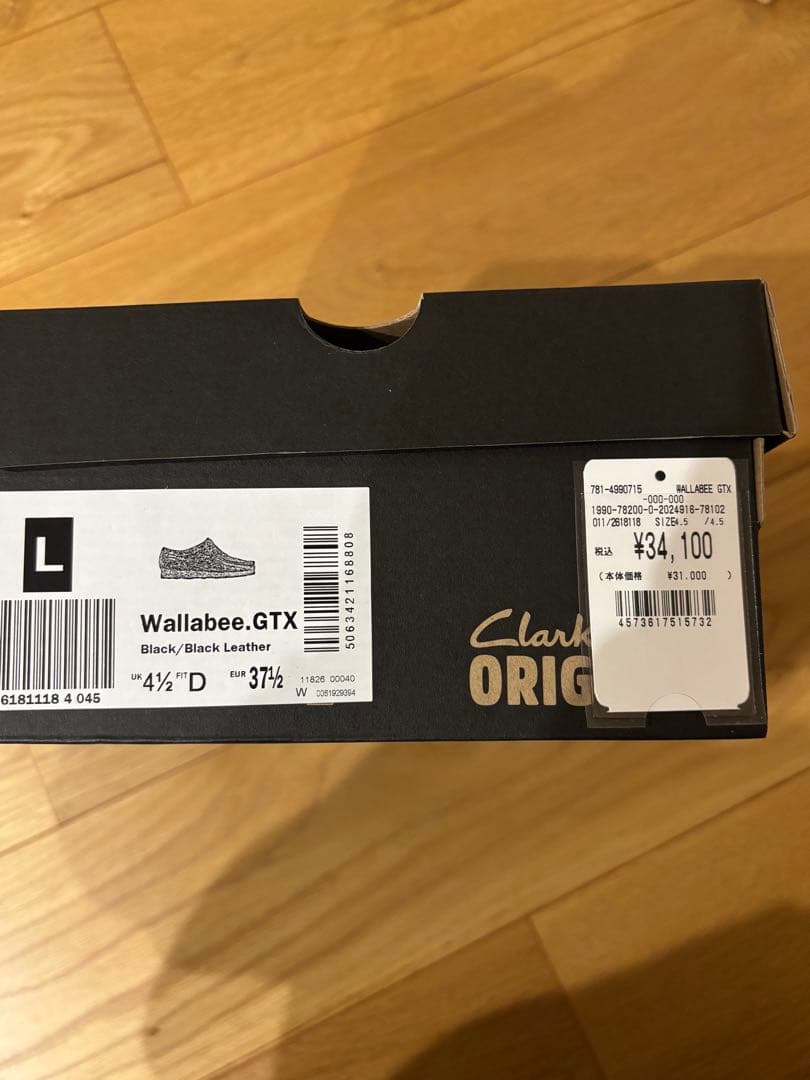 L
Wallabee.GTX
Black/Black Leather
UK 4½ FIT D EUR 37½
11826 00040
W 0061929394
5063421168808
6181118 4 045
Clark
ORIG
781-4990715 WALLABEE GTX
-000-000
1990-78200-0-2024916-78102
011/2618118 SIZE4.5 /4.5
税込 ¥34,100
(本体価格 ¥31.000 )
4573617515732